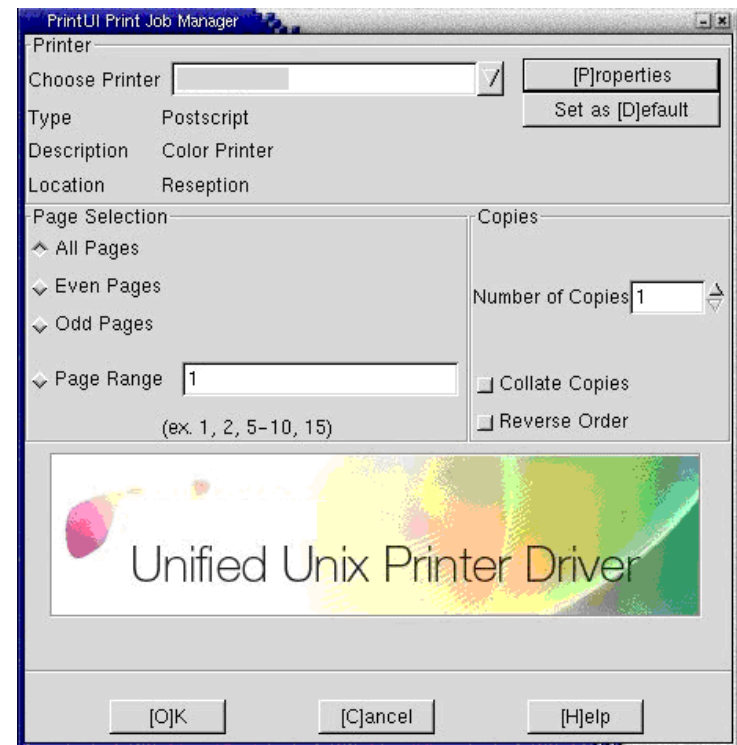 PrintUI Print Job Manager
Printer
Choose Printer
[P]roperties
Set as [D]efault
Type Postscript
Description Color Printer
Location Reseption
Page Selection
All Pages
Even Pages
Odd Pages
Page Range 1
(ex. 1, 2, 5-10, 15)
Copies
Number of Copies 1
Collate Copies
Reverse Order
Unified Unix Printer Driver
[O]K
[C]ancel
[H]elp